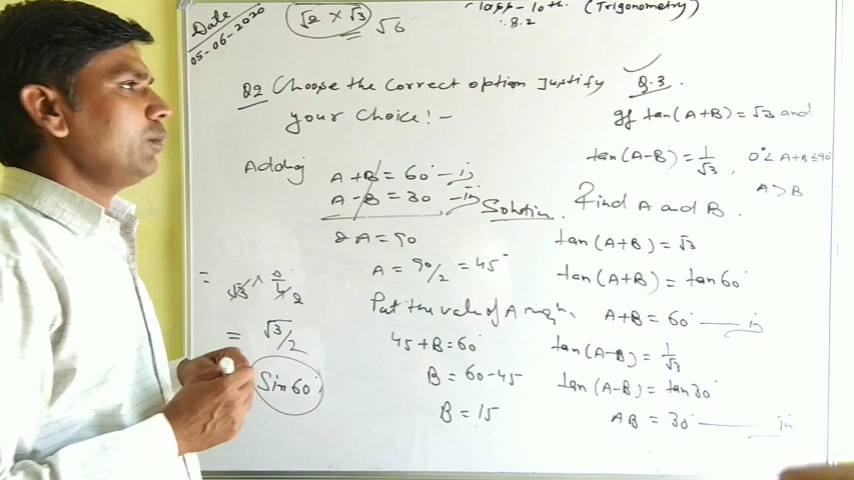 Date
05-06-2020
√2 × √3
√6
10th. (Trigonometry)
8.2
Q2 Choose the Correct option Justify
your Choice! -
Adding
A + B = 60° - i)
A - B = 30 - ii)
2A = 90
A = 90/2 = 45°
Put the value of A in
45 + B = 60°
B = 60 - 45
B = 15
=
= √3/2
Sin 60°
Q.3.
If tan(A+B) = √3 and
tan(A-B) = 1/√3, 0°∠ A+B ≤ 90°
A > B
Solution. Find A and B.
tan(A+B) = √3
tan(A+B) = tan 60°
A+B = 60° — i)
tan(A-B) = 1/√3
tan(A-B) = tan 30°
AB = 30° — ii